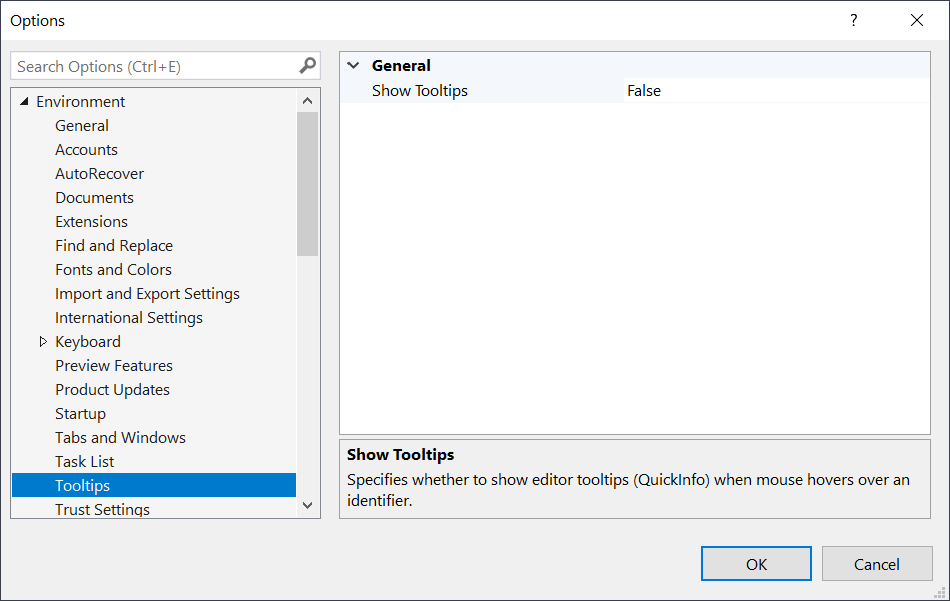 Options
?
Search Options (Ctrl+E)
Environment
General
Accounts
AutoRecover
Documents
Extensions
Find and Replace
Fonts and Colors
Import and Export Settings
International Settings
Keyboard
Preview Features
Product Updates
Startup
Tabs and Windows
Task List
Tooltips
Trust Settings
General
Show Tooltips False
Show Tooltips
Specifies whether to show editor tooltips (QuickInfo) when mouse hovers over an
identifier.
OK Cancel